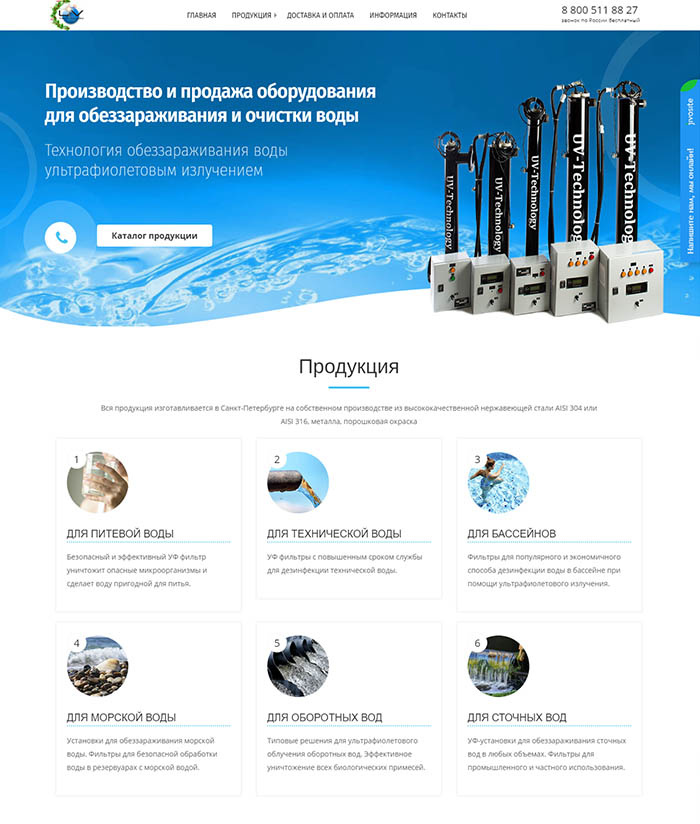 ГЛАВНАЯ ПРОДУКЦИЯ ДОСТАВКА И ОПЛАТА ИНФОРМАЦИЯ КОНТАКТЫ
8 800 511 88 27
звонок по России бесплатный
Производство и продажа оборудования
для обеззараживания и очистки воды
Технология обеззараживания воды
ультрафиолетовым излучением
Каталог продукции
UV-Technology
UV-Technology
UV-Technology
UV-Technology
UV-Technology
Напишите нам, мы онлайн!
jivosite
Продукция
Вся продукция изготавливается в Санкт-Петербурге на собственном производстве из высококачественной нержавеющей стали AISI 304 или
AISI 316, металла, порошковая окраска
1
ДЛЯ ПИТЕВОЙ ВОДЫ
Безопасный и эффективный УФ фильтр
уничтожит опасные микроорганизмы и
сделает воду пригодной для питья.
2
ДЛЯ ТЕХНИЧЕСКОЙ ВОДЫ
УФ фильтры с повышенным сроком службы
для дезинфекции технической воды.
3
ДЛЯ БАССЕЙНОВ
Фильтры для популярного и экономичного
способа дезинфекции воды в бассейне при
помощи ультрафиолетового излучения.
4
ДЛЯ МОРСКОЙ ВОДЫ
Установки для обеззараживания морской
воды. Фильтры для безопасной обработки
воды в резервуарах с морской водой.
5
ДЛЯ ОБОРОТНЫХ ВОД
Типовые решения для ультрафиолетового
облучения оборотных вод. Эффективное
уничтожение всех биологических примесей.
6
ДЛЯ СТОЧНЫХ ВОД
УФ-установки для обеззараживания сточных
вод в любых объемах. Фильтры для
промышленного и частного использования.